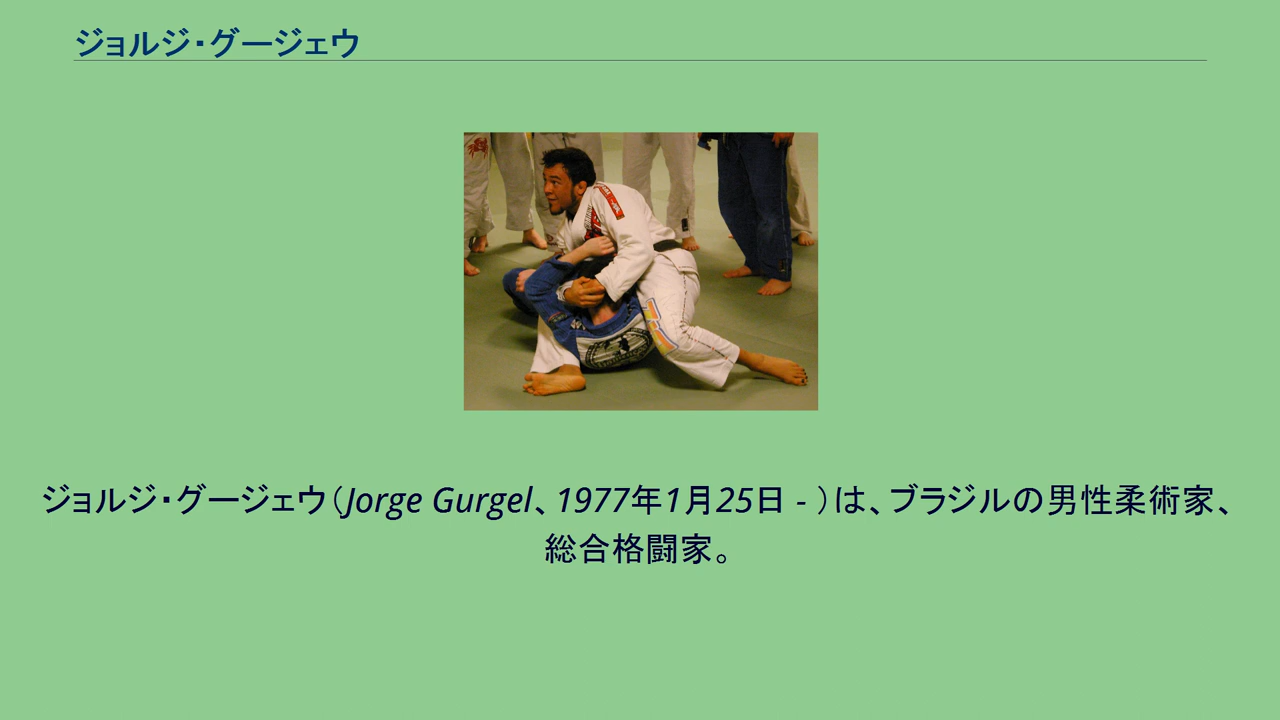 ジョルジ・グージェウ
ジョルジ・グージェウ（Jorge Gurgel、1977年1月25日 - ）は、ブラジルの男性柔術家、
総合格闘家。